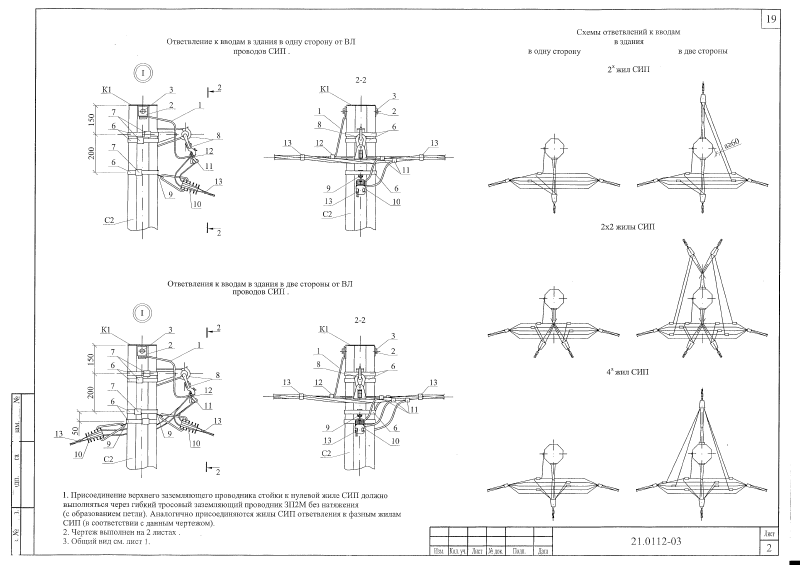 19
Ответвление к вводам в здания в одну сторону от ВЛ
проводов СИП .
I
2
К1
3
2
1
7
6
7
6
150
200
8
12
11
13
9
10
С2
2
2-2
К1
3
1
2
8
6
13
12
13
11
9
13
6
10
С2
Ответвления к вводам в здания в две стороны от ВЛ
проводов СИП .
I
2
К1
3
2
1
7
6
7
6
150
200
50
8
12
11
13
13
10
9
9
10
С2
2
2-2
К1
3
1
2
8
6
13
12
13
11
9
6
13
10
С2
Схемы ответвлений к вводам
в здания
в одну сторону
в две стороны
2х жил СИП
2х2 жилы СИП
4х жил СИП
1. Присоединение верхнего заземляющего проводника стойки к нулевой жиле СИП должно
выполняться через гибкий тросовый заземляющий проводник ЗП2М без натяжения
(с образованием петли). Аналогично присоединяются жилы СИП ответвления к фазным жилам
СИП (в соответствии с данным чертежом).
2. Чертеж выполнен на 2 листах .
3. Общий вид см. лист 1.
Изм. Кол. уч. Лист № док. Подп. Дата
21.0112-03
Лист
2